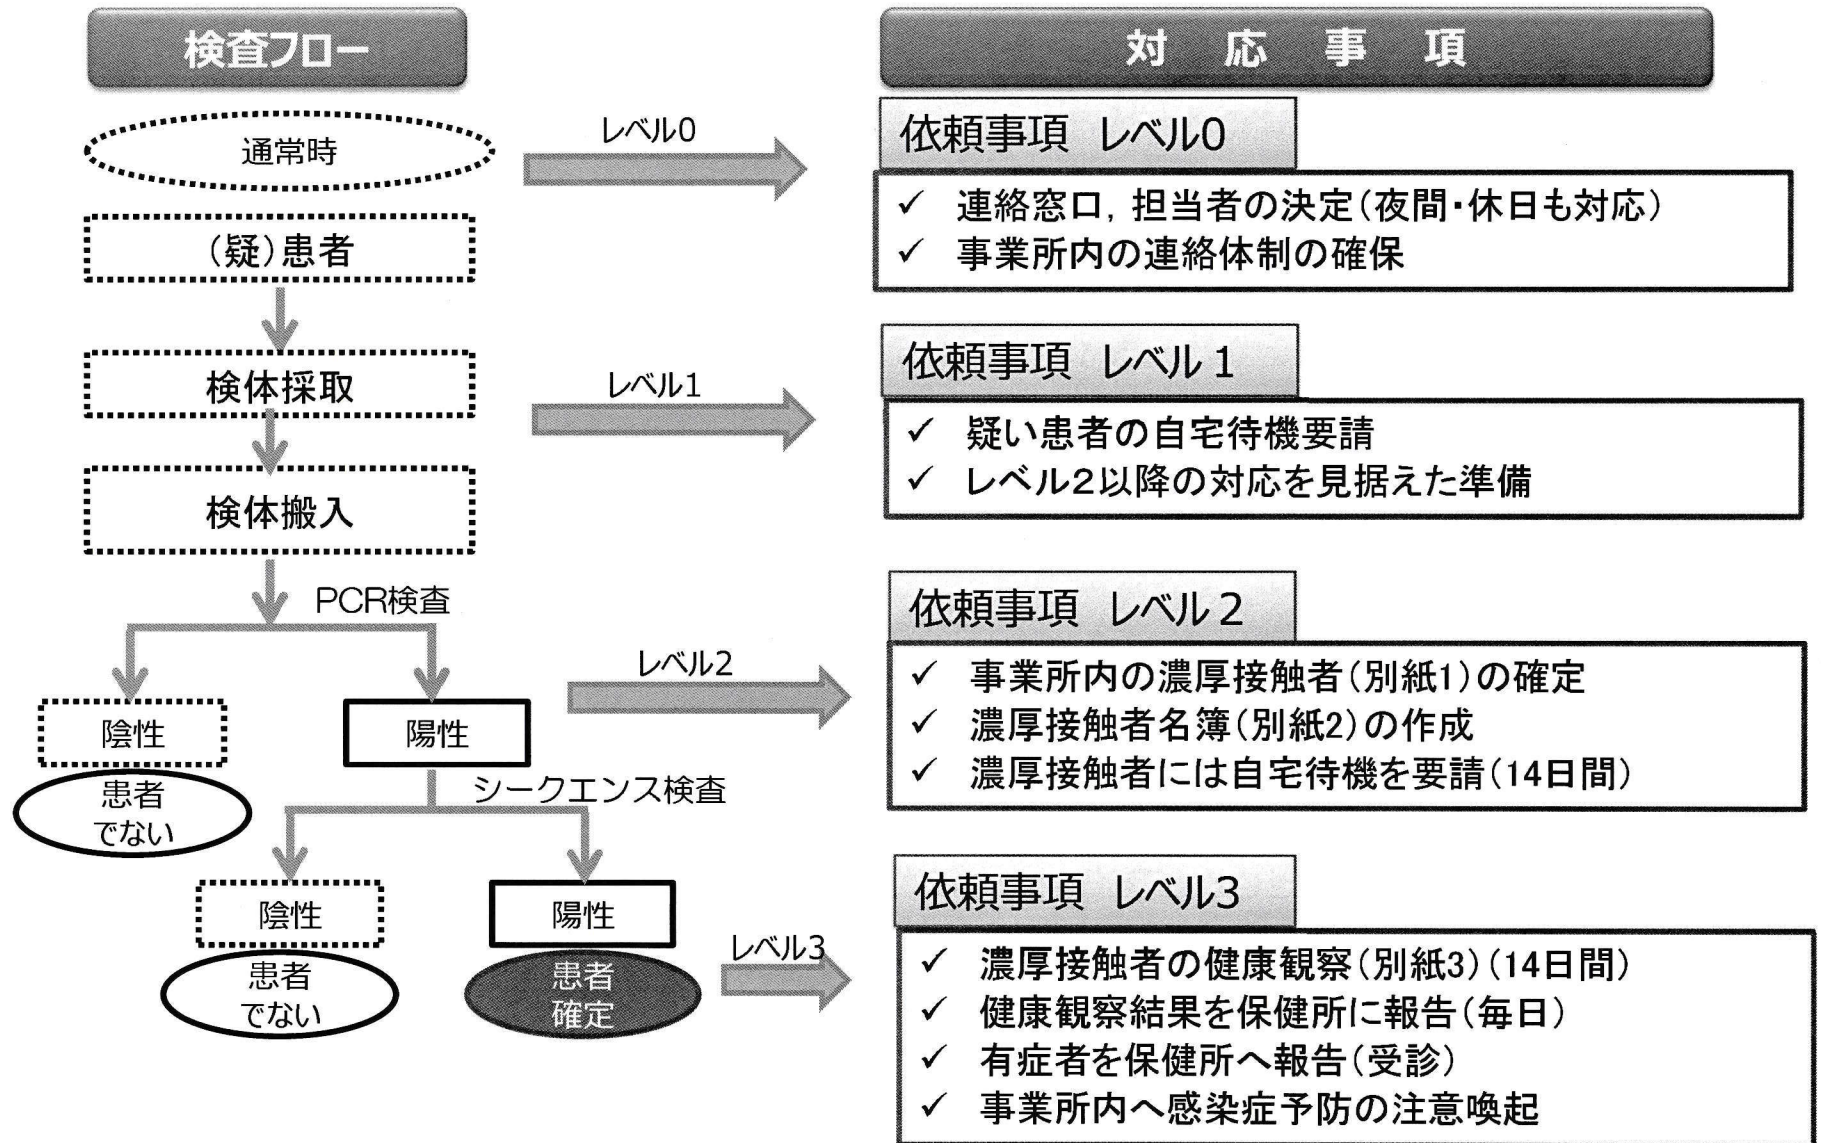 検査フロー
通常時
(疑)患者
検体採取
検体搬入
PCR検査
陰性
患者
でない
陽性
シークエンス検査
陰性
患者
でない
陽性
患者
確定
レベル0
レベル1
レベル2
レベル3
対応事項
依頼事項 レベル0
✓ 連絡窓口，担当者の決定(夜間・休日も対応)
✓ 事業所内の連絡体制の確保
依頼事項 レベル1
✓ 疑い患者の自宅待機要請
✓ レベル2以降の対応を見据えた準備
依頼事項 レベル2
✓ 事業所内の濃厚接触者(別紙1)の確定
✓ 濃厚接触者名簿(別紙2)の作成
✓ 濃厚接触者には自宅待機を要請(14日間)
依頼事項 レベル3
✓ 濃厚接触者の健康観察(別紙3)(14日間)
✓ 健康観察結果を保健所に報告(毎日)
✓ 有症者を保健所へ報告(受診)
✓ 事業所内へ感染症予防の注意喚起